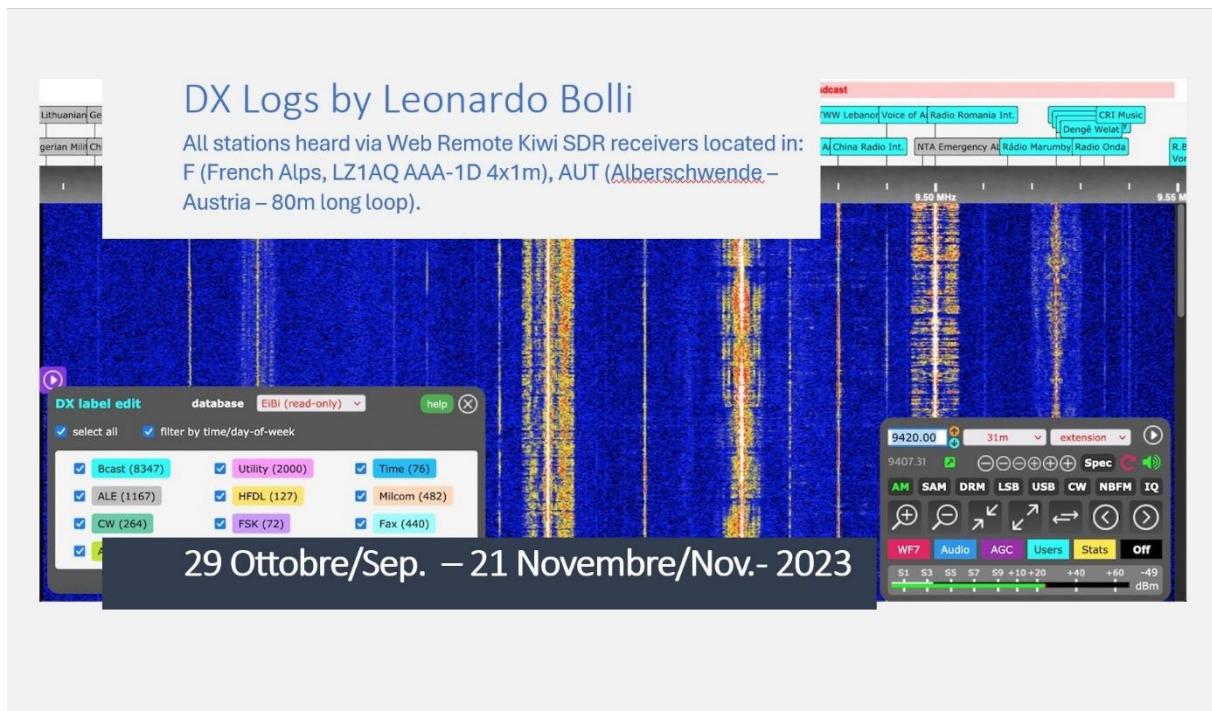 DX Logs by Leonardo Bolli
All stations heard via Web Remote Kiwi SDR receivers located in:
F (French Alps, LZ1AQ AAA-1D 4x1m), AUT (Alberschwende –
Austria – 80m long loop).
dcast
Lithuanian Ge
WW Lebanon Voice of A Radio Romania Int. CRI Music
Dengê Welat
gerian Milit Ch
A China Radio Int. NTA Emergency AL Rádio Marumby Radio Onda R.B
Vor
9.50 MHz 9.55 M
DX label edit database EiBi (read-only) help
select all filter by time/day-of-week
Bcast (8347) Utility (2000) Time (76)
ALE (1167) HFDL (127) Milcom (482)
CW (264) FSK (72) Fax (440)
9420.00 31m extension
9407.31 Spec
AM SAM DRM LSB USB CW NBFM IQ
WF7 Audio AGC Users Stats Off
S1 S3 S5 S7 S9 +10 +20 +40 +60 -49
dBm
29 Ottobre/Sep. – 21 Novembre/Nov.- 2023